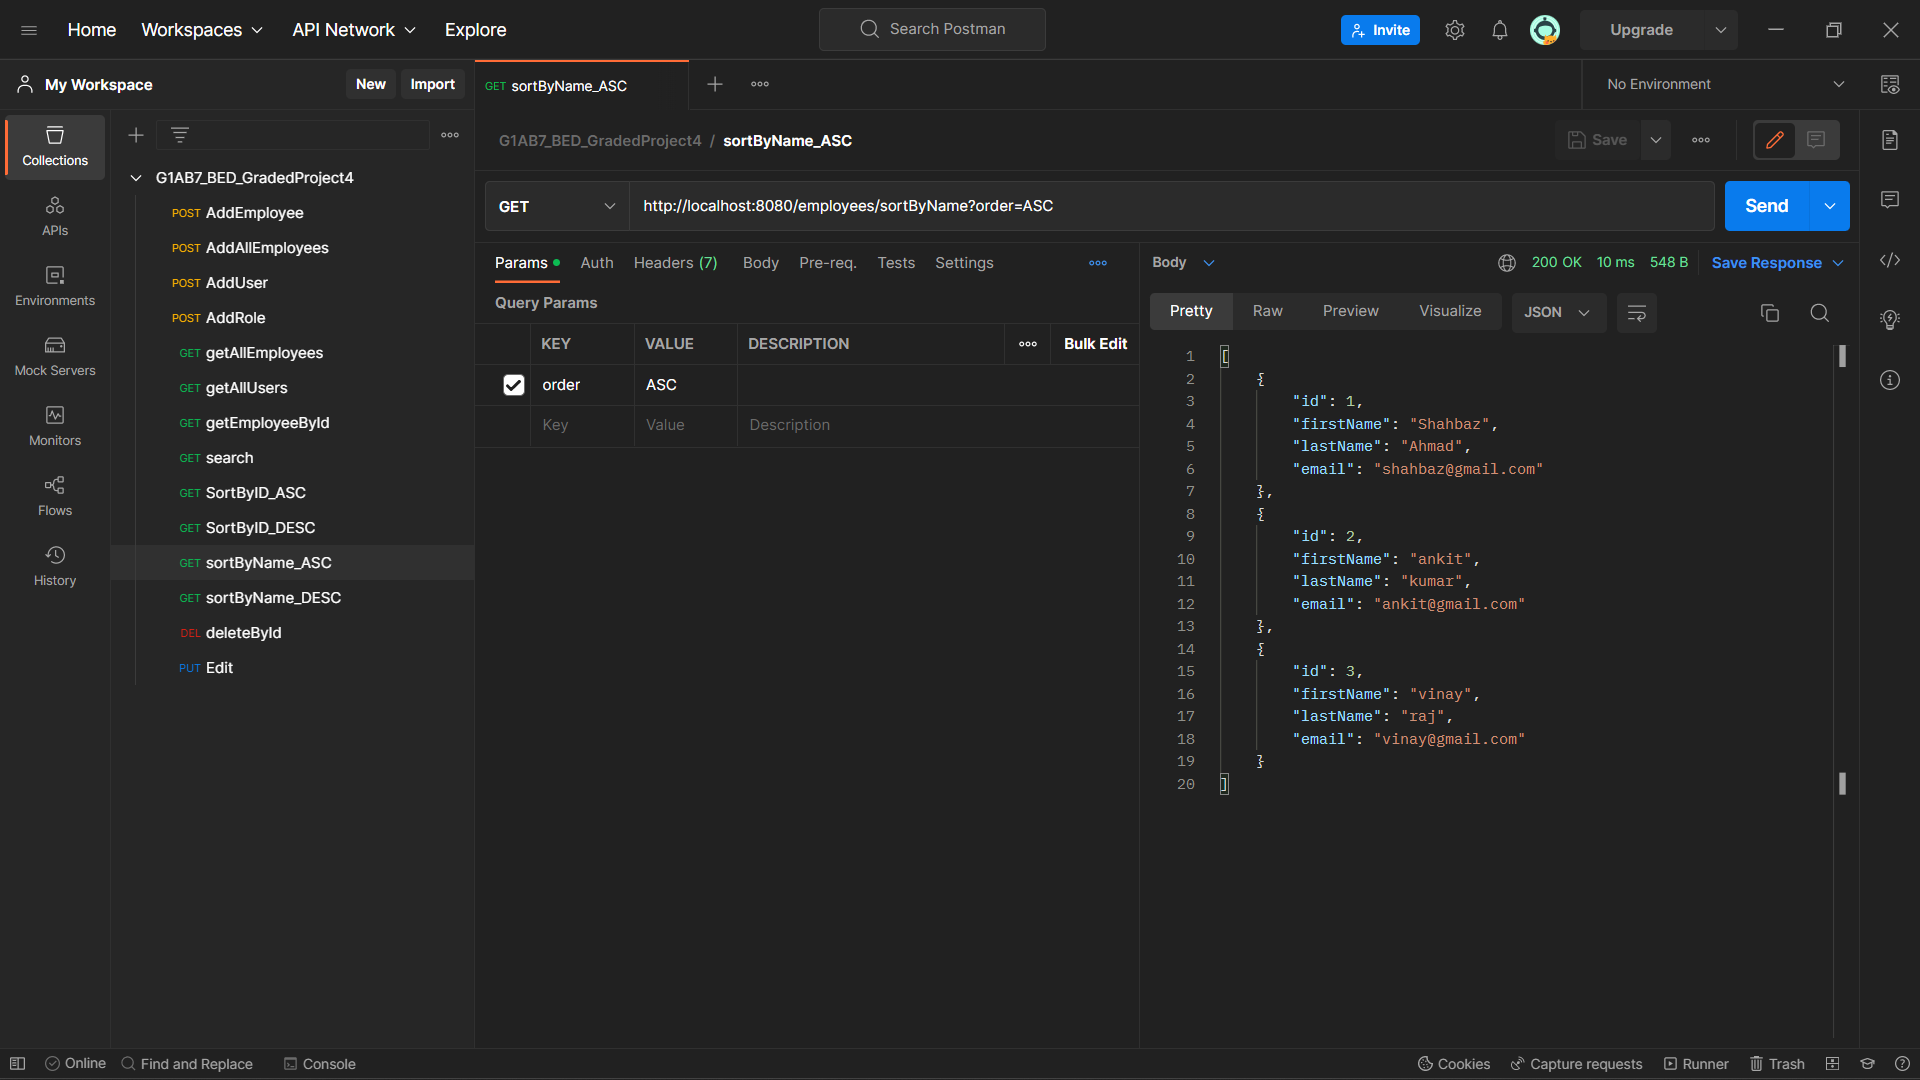 Home Workspaces API Network Explore Search Postman Invite Upgrade
My Workspace New Import GET sortByName_ASC No Environment
Collections
APIs
Environments
Mock Servers
Monitors
Flows
History
G1AB7_BED_GradedProject4
POST AddEmployee
POST AddAllEmployees
POST AddUser
POST AddRole
GET getAllEmployees
GET getAllUsers
GET getEmployeeById
GET search
GET SortByID_ASC
GET SortByID_DESC
GET sortByName_ASC
GET sortByName_DESC
DEL deleteById
PUT Edit
G1AB7_BED_GradedProject4 / sortByName_ASC Save
GET http://localhost:8080/employees/sortByName?order=ASC Send
Params Auth Headers (7) Body Pre-req. Tests Settings
Query Params
KEY VALUE DESCRIPTION Bulk Edit
order ASC
Key Value Description
Body 200 OK 10 ms 548 B Save Response
Pretty Raw Preview Visualize JSON
1 [
2 {
3 "id": 1,
4 "firstName": "Shahbaz",
5 "lastName": "Ahmad",
6 "email": "shahbaz@gmail.com"
7 },
8 {
9 "id": 2,
10 "firstName": "ankit",
11 "lastName": "kumar",
12 "email": "ankit@gmail.com"
13 },
14 {
15 "id": 3,
16 "firstName": "vinay",
17 "lastName": "raj",
18 "email": "vinay@gmail.com"
19 }
20 ]
Online Find and Replace Console Cookies Capture requests Runner Trash